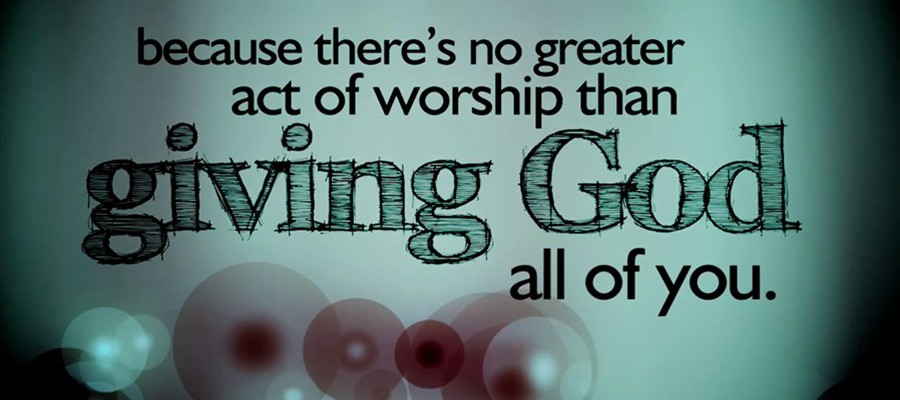 because there's no greater
act of worship than
giving God
all of you.